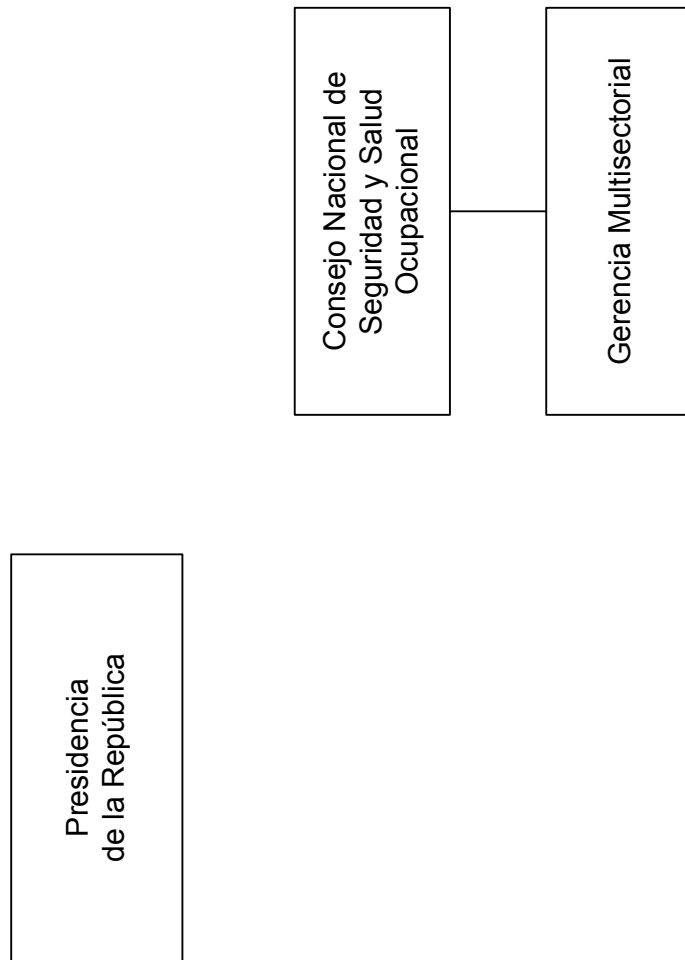 Presidencia
de la República
Consejo Nacional de
Seguridad y Salud
Ocupacional
Gerencia Multisectorial